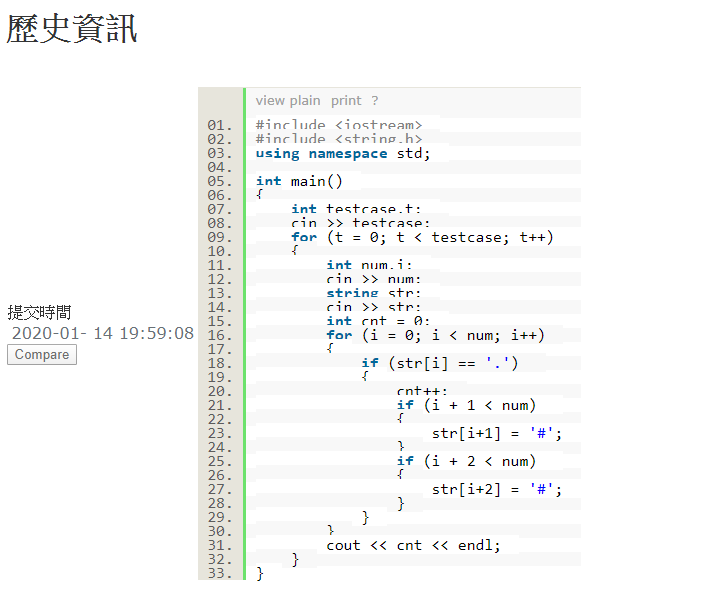 歷史資訊
view plain print ?
01. #include <iostream>
02. #include <string.h>
03. using namespace std;
04.
05. int main()
06. {
07. int testcase,t;
08. cin >> testcase;
09. for (t = 0; t < testcase; t++)
10. {
11. int num,i;
12. cin >> num;
13. string str;
14. cin >> str;
15. int cnt = 0;
16. for (i = 0; i < num; i++)
17. {
18. if (str[i] == '.')
19. {
20. cnt++;
21. if (i + 1 < num)
22. {
23. str[i+1] = '#';
24. }
25. if (i + 2 < num)
26. {
27. str[i+2] = '#';
28. }
29. }
30. }
31. cout << cnt << endl;
32. }
33. }
提交時間
2020-01- 14 19:59:08
Compare